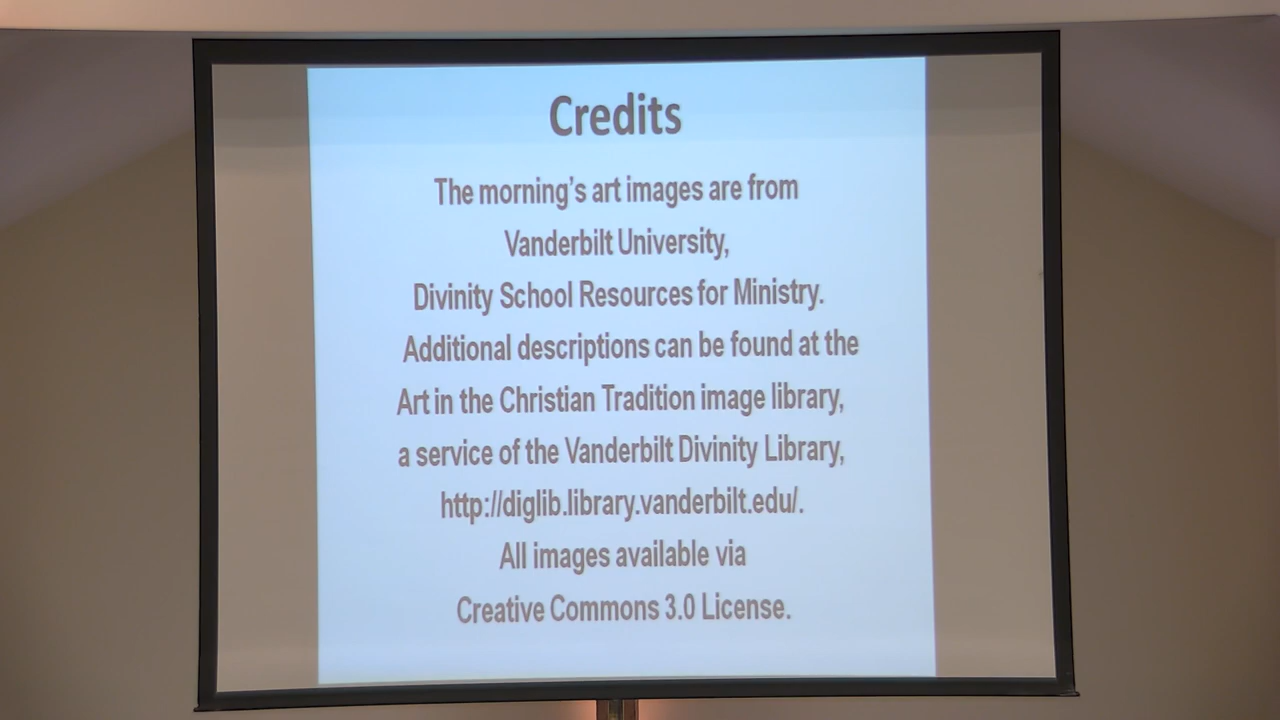 Credits
The morning's art images are from
Vanderbilt University,
Divinity School Resources for Ministry.
Additional descriptions can be found at the
Art in the Christian Tradition image library,
a service of the Vanderbilt Divinity Library,
http://diglib.library.vanderbilt.edu/.
All images available via
Creative Commons 3.0 License.